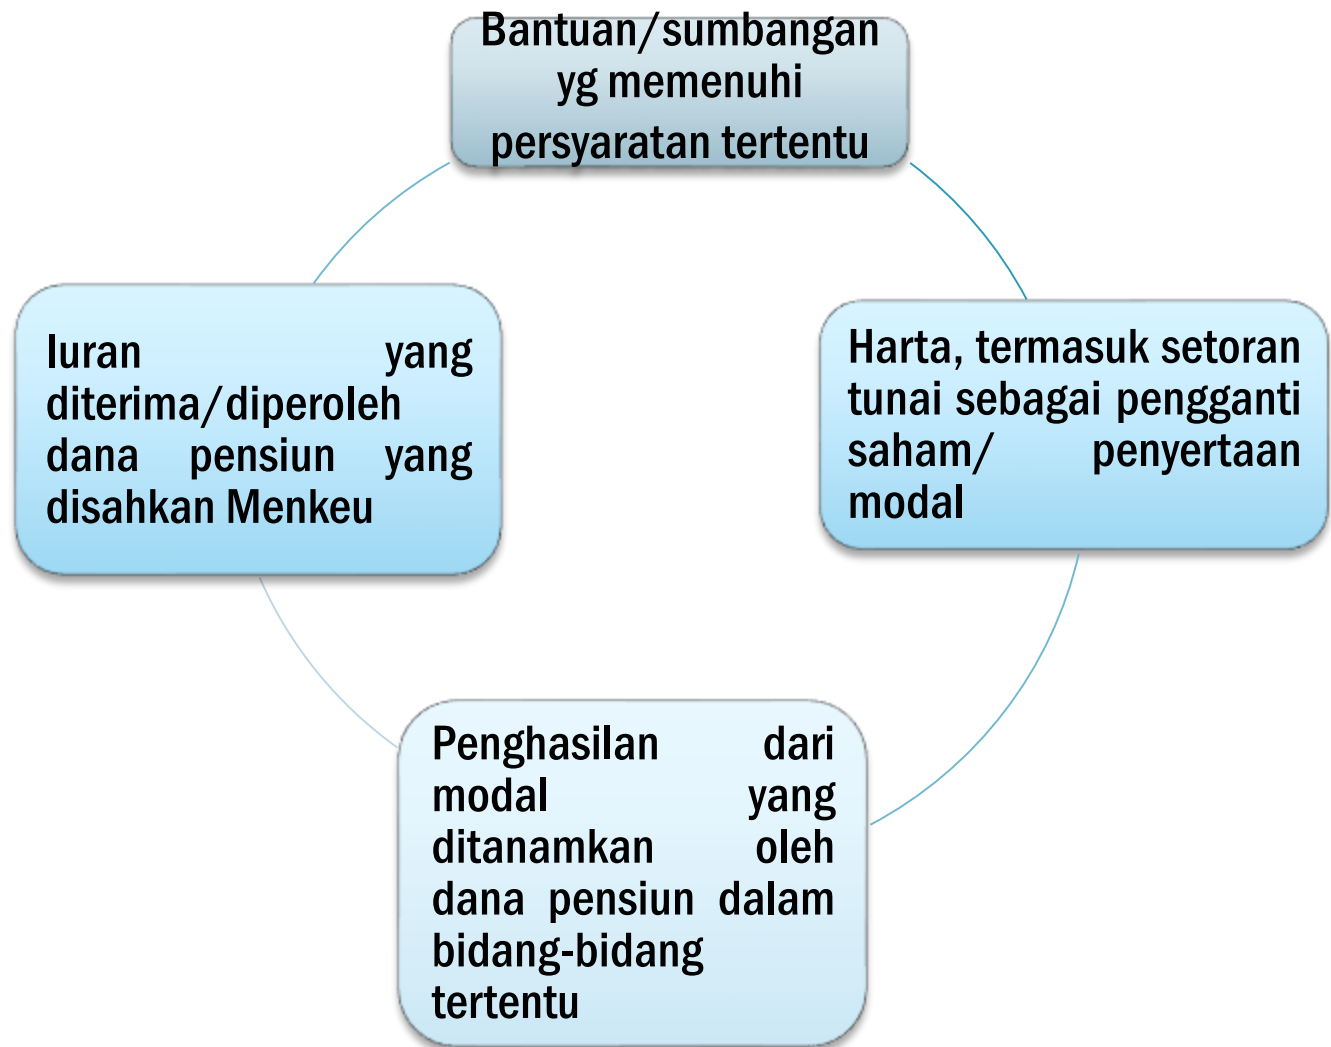 Bantuan/sumbangan
yg memenuhi
persyaratan tertentu
Iuran yang
diterima/diperoleh
dana pensiun yang
disahkan Menkeu
Harta, termasuk setoran
tunai sebagai pengganti
saham/ penyertaan
modal
Penghasilan dari
modal yang
ditanamkan oleh
dana pensiun dalam
bidang-bidang
tertentu